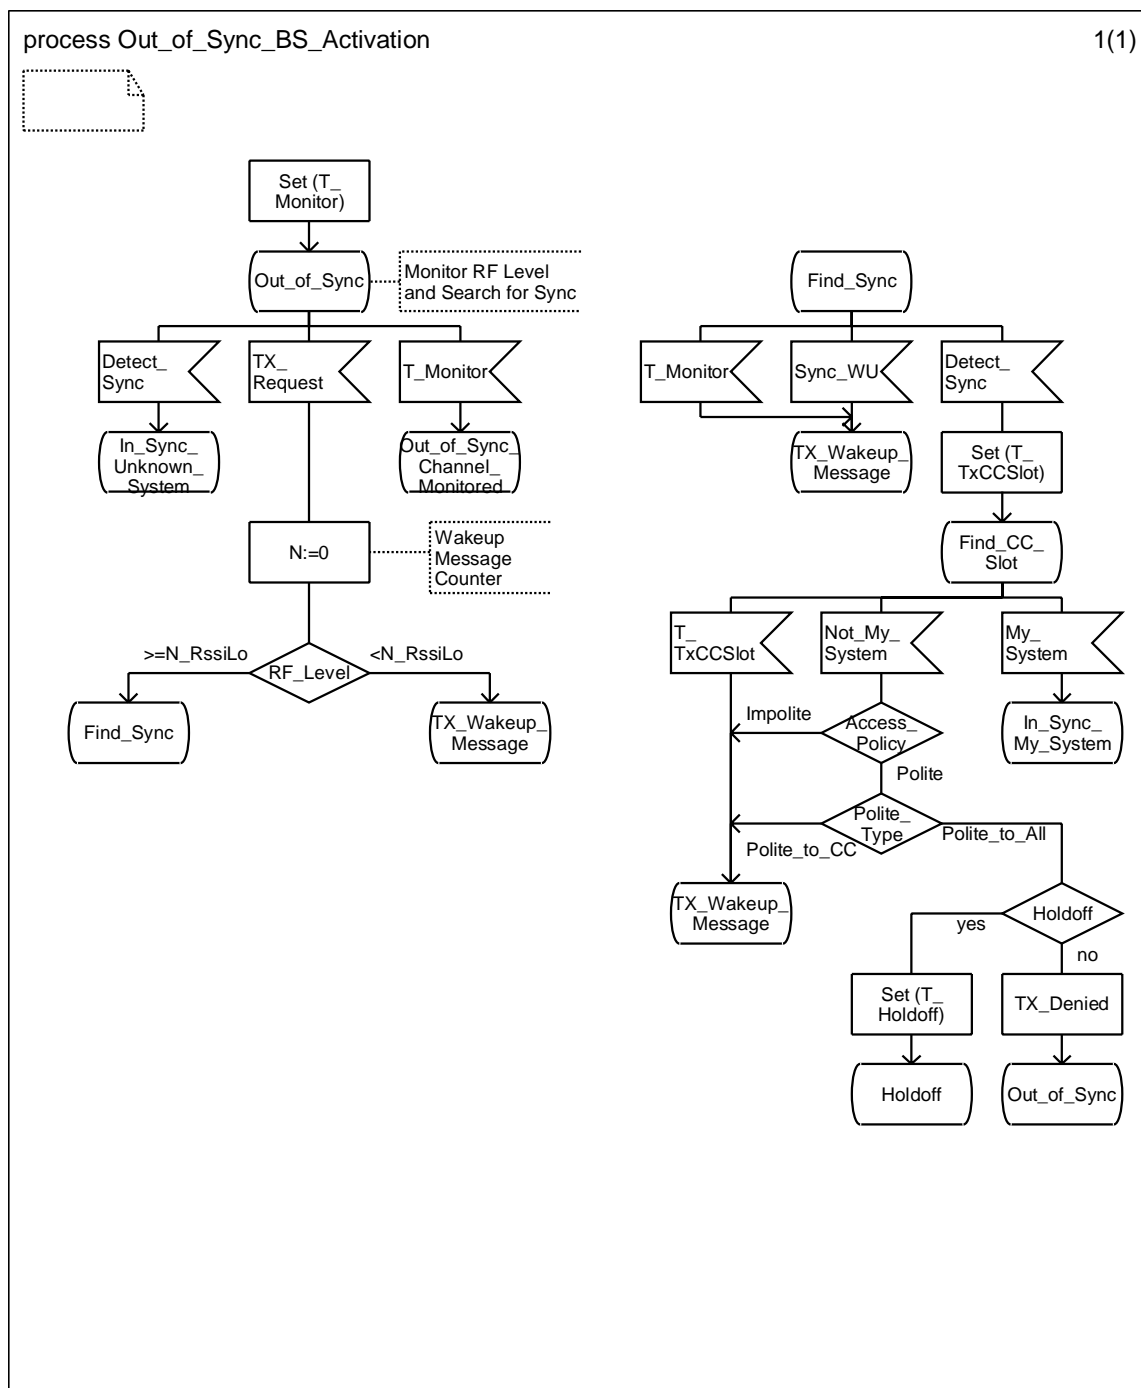 process Out_of_Sync_BS_Activation
1(1)
Set (T_
Monitor)
Out_of_Sync
Monitor RF Level
and Search for Sync
Detect_
Sync
TX_
Request
T_Monitor
In_Sync_
Unknown_
System
Out_of_Sync_
Channel_
Monitored
N:=0
Wakeup
Message
Counter
>=N_RssiLo
RF_Level
<N_RssiLo
Find_Sync
TX_Wakeup_
Message
Find_Sync
T_Monitor
Sync_WU
Detect_
Sync
TX_Wakeup_
Message
Set (T_
TxCCSlot)
Find_CC_
Slot
T_
TxCCSlot
Not_My_
System
My_
System
Impolite
Access_
Policy
In_Sync_
My_System
Polite
Polite_
Type
Polite_to_CC
Polite_to_All
TX_Wakeup_
Message
Holdoff
yes
no
Set (T_
Holdoff)
TX_Denied
Holdoff
Out_of_Sync